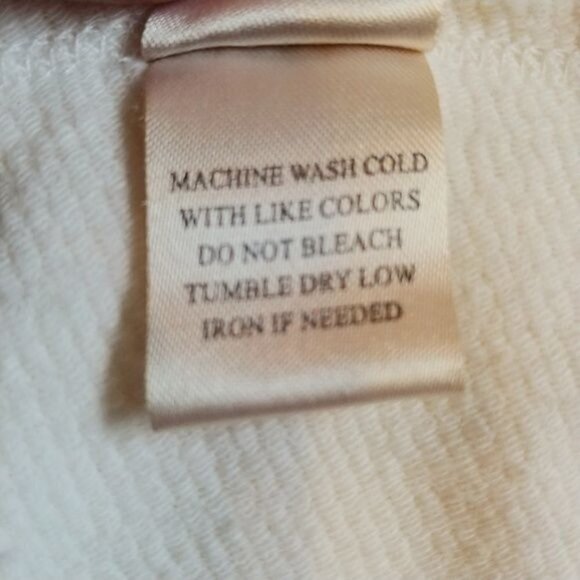 MACHINE WASH COLD
WITH LIKE COLORS
DO NOT BLEACH
TUMBLE DRY LOW
IRON IF NEEDED